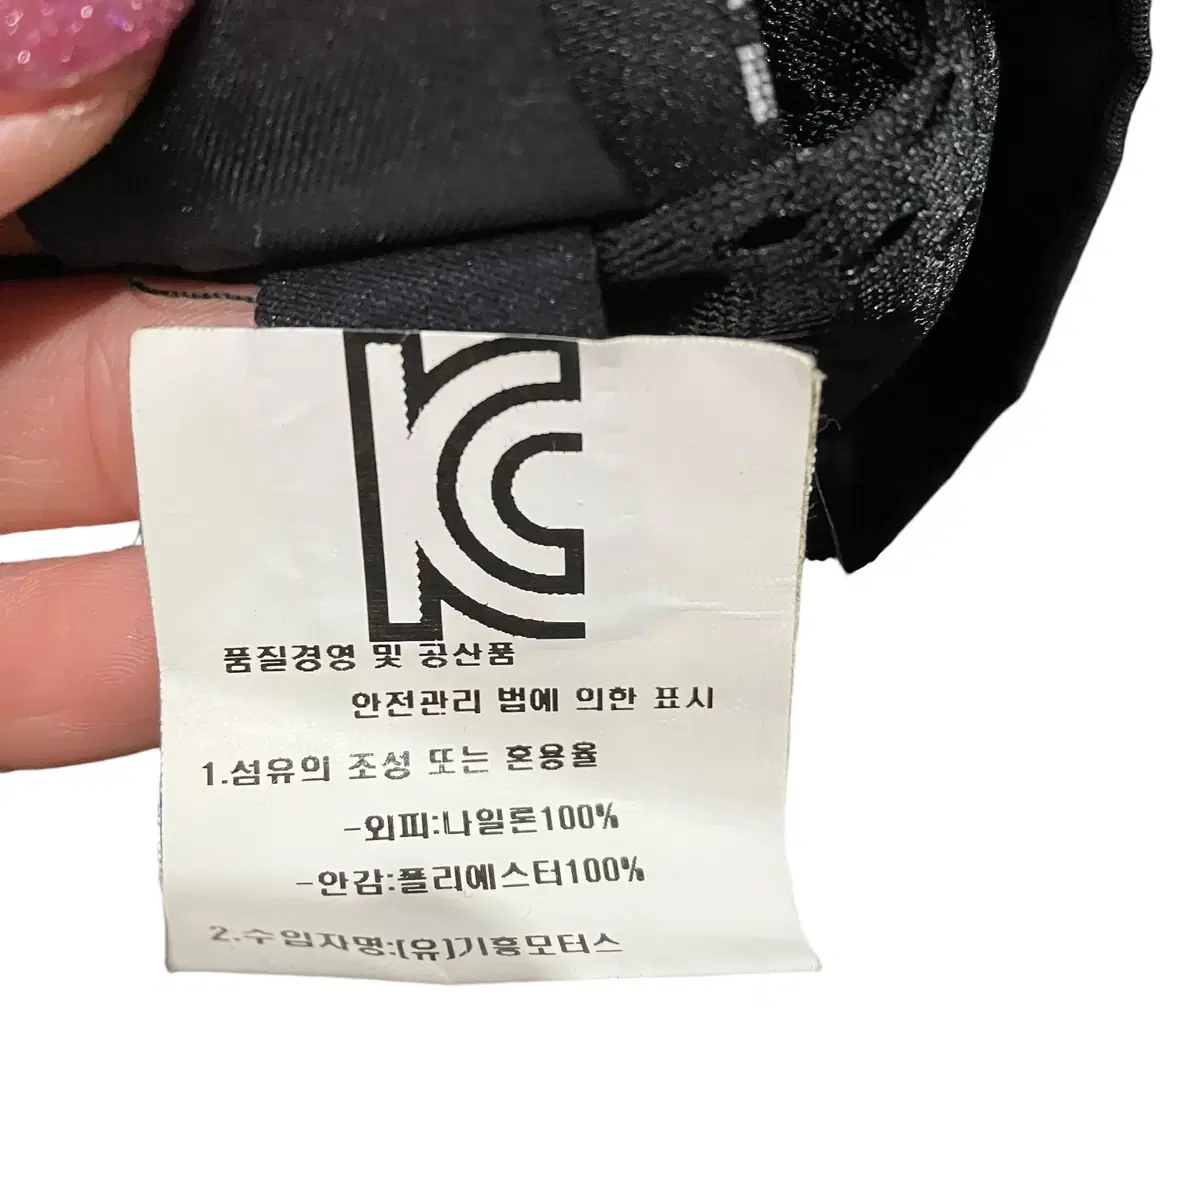 KC
품질경영 및 공산품
안전관리 법에 의한 표시
1.섬유의 조성 또는 혼용율
-외피:나일론100%
-안감:폴리에스터100%
2.수입자명:(유)기흥모터스